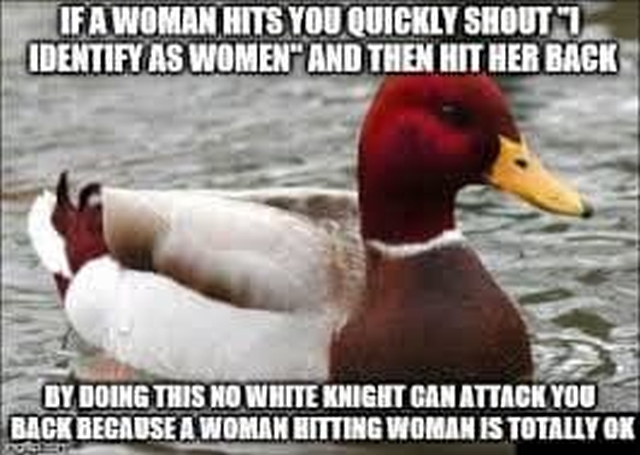 IF A WOMAN HITS YOU QUICKLY SHOUT "I
IDENTIFY AS WOMEN" AND THEN HIT HER BACK
BY DOING THIS NO WHITE KNIGHT CAN ATTACK YOU
BACK BECAUSE A WOMAN HITTING WOMAN IS TOTALLY OK